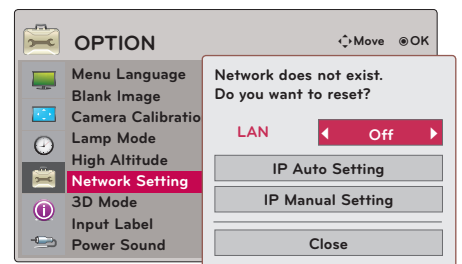 OPTION
Move OK
Menu Language
Blank Image
Camera Calibratio
Lamp Mode
High Altitude
Network Setting
3D Mode
Input Label
Power Sound
Network does not exist.
Do you want to reset?
LAN Off
IP Auto Setting
IP Manual Setting
Close